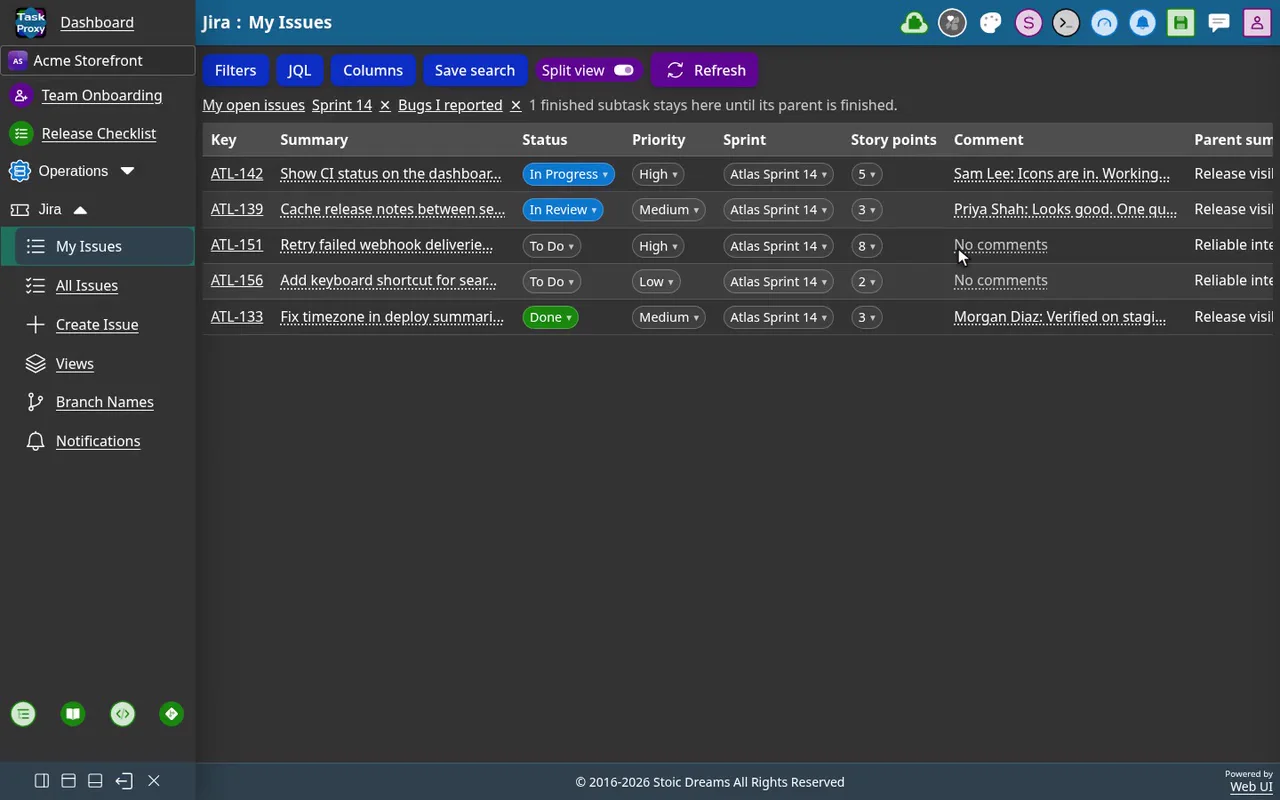 Task Proxy
Dashboard
Jira : My Issues
S
AS
Acme Storefront
Team Onboarding
Release Checklist
Operations
Jira
My Issues
All Issues
Create Issue
Views
Branch Names
Notifications
Filters JQL Columns Save search Split view Refresh
My open issues Sprint 14 × Bugs I reported × 1 finished subtask stays here until its parent is finished.
Key Summary Status Priority Sprint Story points Comment Parent sum
ATL-142 Show CI status on the dashboar... In Progress High Atlas Sprint 14 5 Sam Lee: Icons are in. Working... Release visil
ATL-139 Cache release notes between se... In Review Medium Atlas Sprint 14 3 Priya Shah: Looks good. One qu... Release visil
ATL-151 Retry failed webhook deliverie... To Do High Atlas Sprint 14 8 No comments Reliable inte
ATL-156 Add keyboard shortcut for sear... To Do Low Atlas Sprint 14 2 No comments Reliable inte
ATL-133 Fix timezone in deploy summari... Done Medium Atlas Sprint 14 3 Morgan Diaz: Verified on stagi... Release visil
© 2016-2026 Stoic Dreams All Rights Reserved
Powered by
Web UI